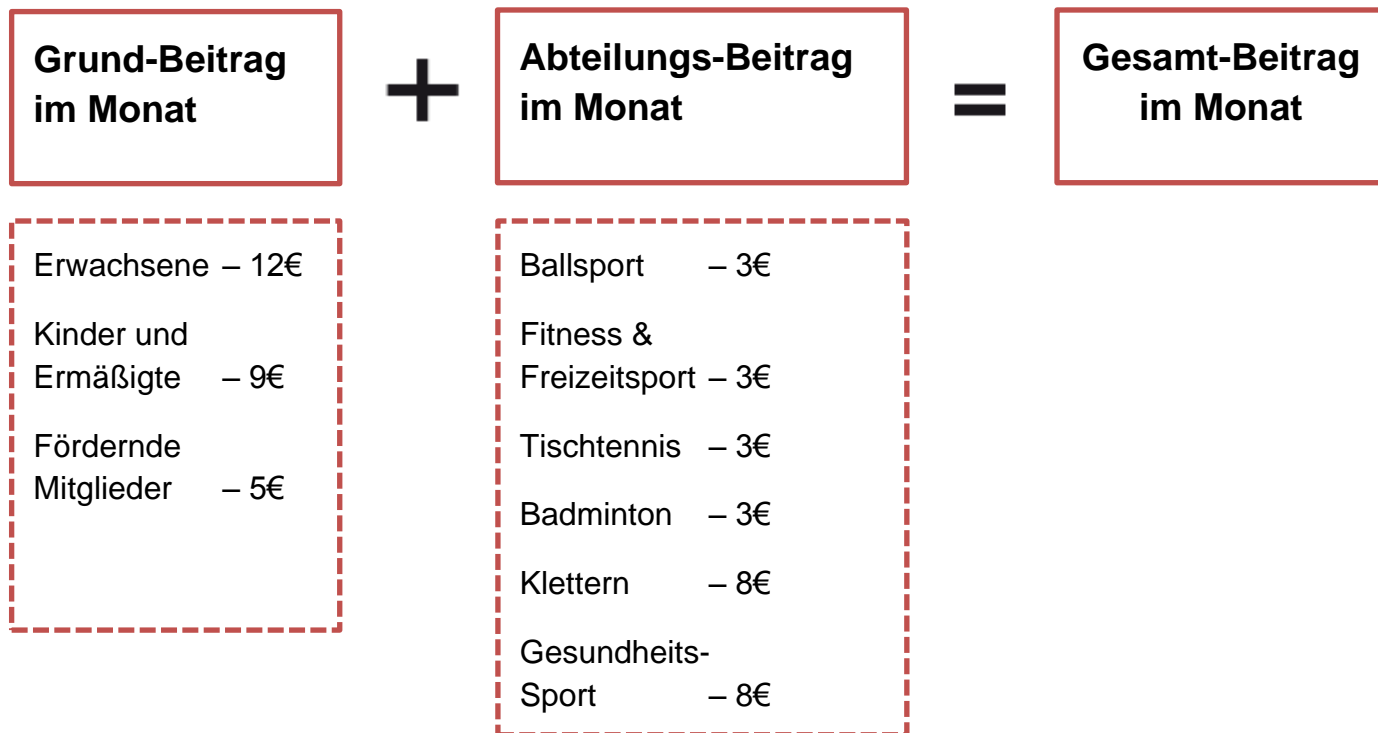 Grund-Beitrag
im Monat
+
Abteilungs-Beitrag
im Monat
=
Gesamt-Beitrag
im Monat
Erwachsene – 12€
Kinder und
Ermäßigte – 9€
Fördernde
Mitglieder – 5€
Ballsport – 3€
Fitness &
Freizeitsport – 3€
Tischtennis – 3€
Badminton – 3€
Klettern – 8€
Gesundheits-
Sport – 8€